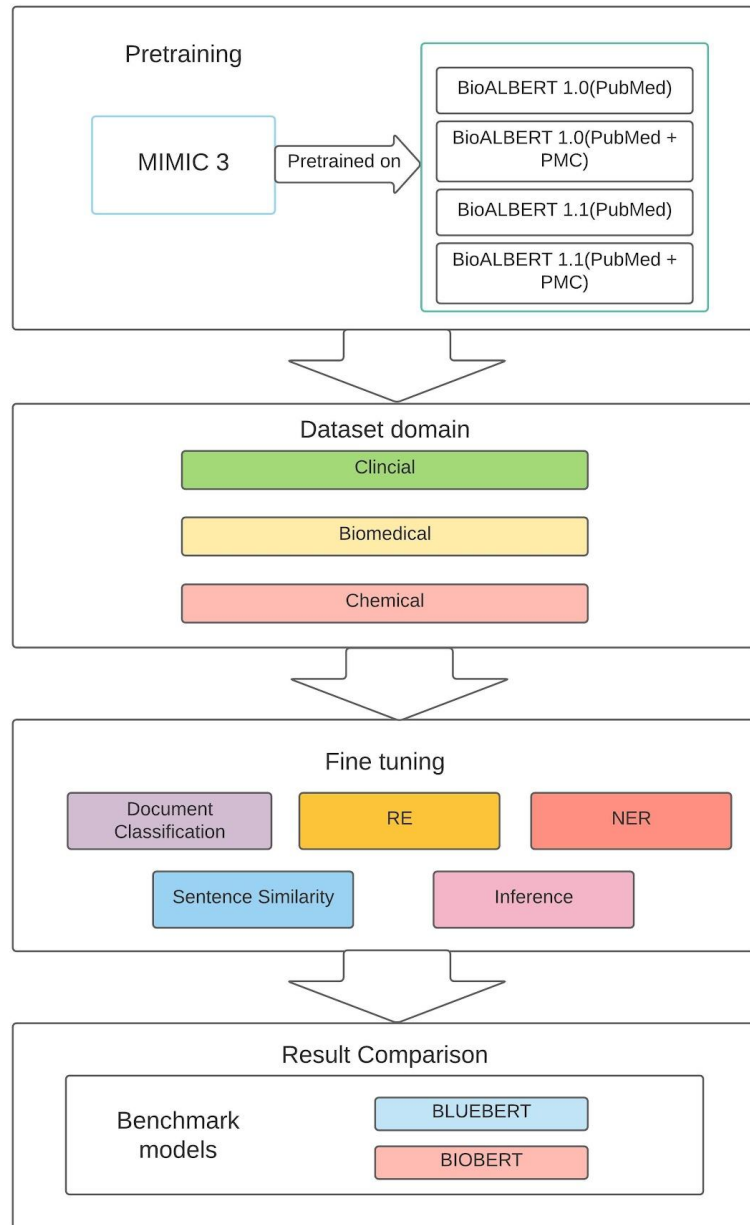 Pretraining
MIMIC 3
Pretrained on
BioALBERT 1.0(PubMed)
BioALBERT 1.0(PubMed +
PMC)
BioALBERT 1.1(PubMed)
BioALBERT 1.1(PubMed +
PMC)
Dataset domain
Clincial
Biomedical
Chemical
Fine tuning
Document
Classification
RE
NER
Sentence Similarity
Inference
Result Comparison
Benchmark
models
BLUEBERT
BIOBERT